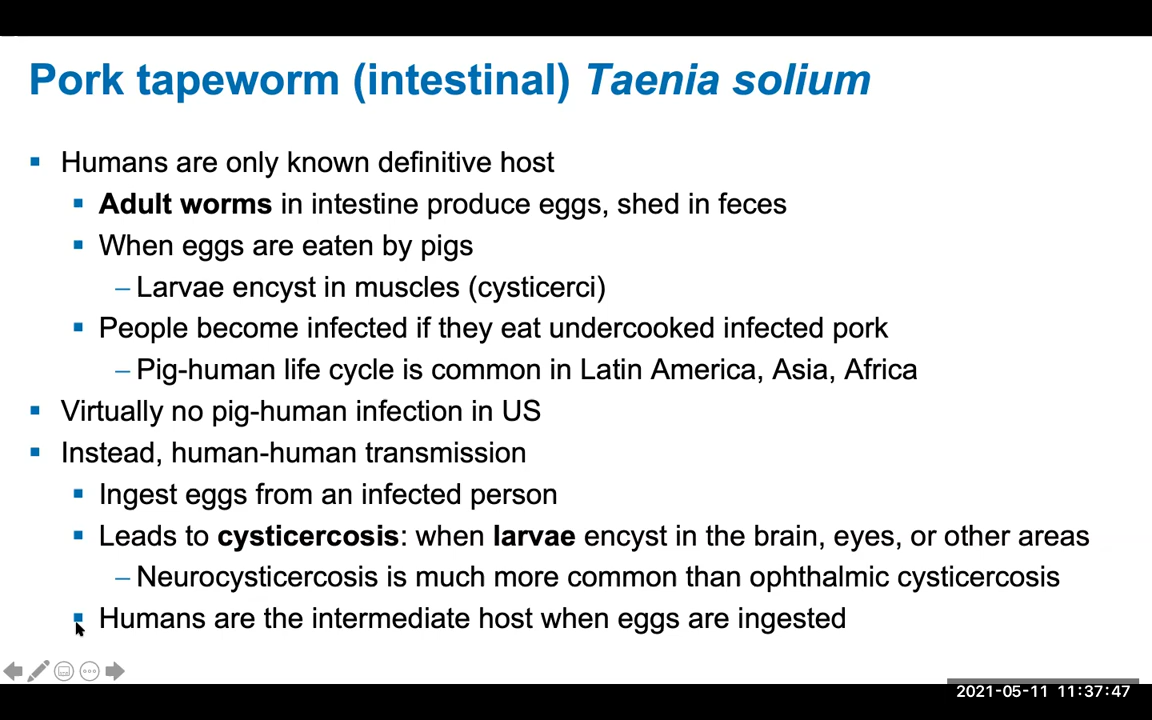 Pork tapeworm (intestinal) Taenia solium
▪ Humans are only known definitive host
▪ Adult worms in intestine produce eggs, shed in feces
▪ When eggs are eaten by pigs
– Larvae encyst in muscles (cysticerci)
▪ People become infected if they eat undercooked infected pork
– Pig-human life cycle is common in Latin America, Asia, Africa
▪ Virtually no pig-human infection in US
▪ Instead, human-human transmission
▪ Ingest eggs from an infected person
▪ Leads to cysticercosis: when larvae encyst in the brain, eyes, or other areas
– Neurocysticercosis is much more common than ophthalmic cysticercosis
▪ Humans are the intermediate host when eggs are ingested
2021-05-11 11:37:47